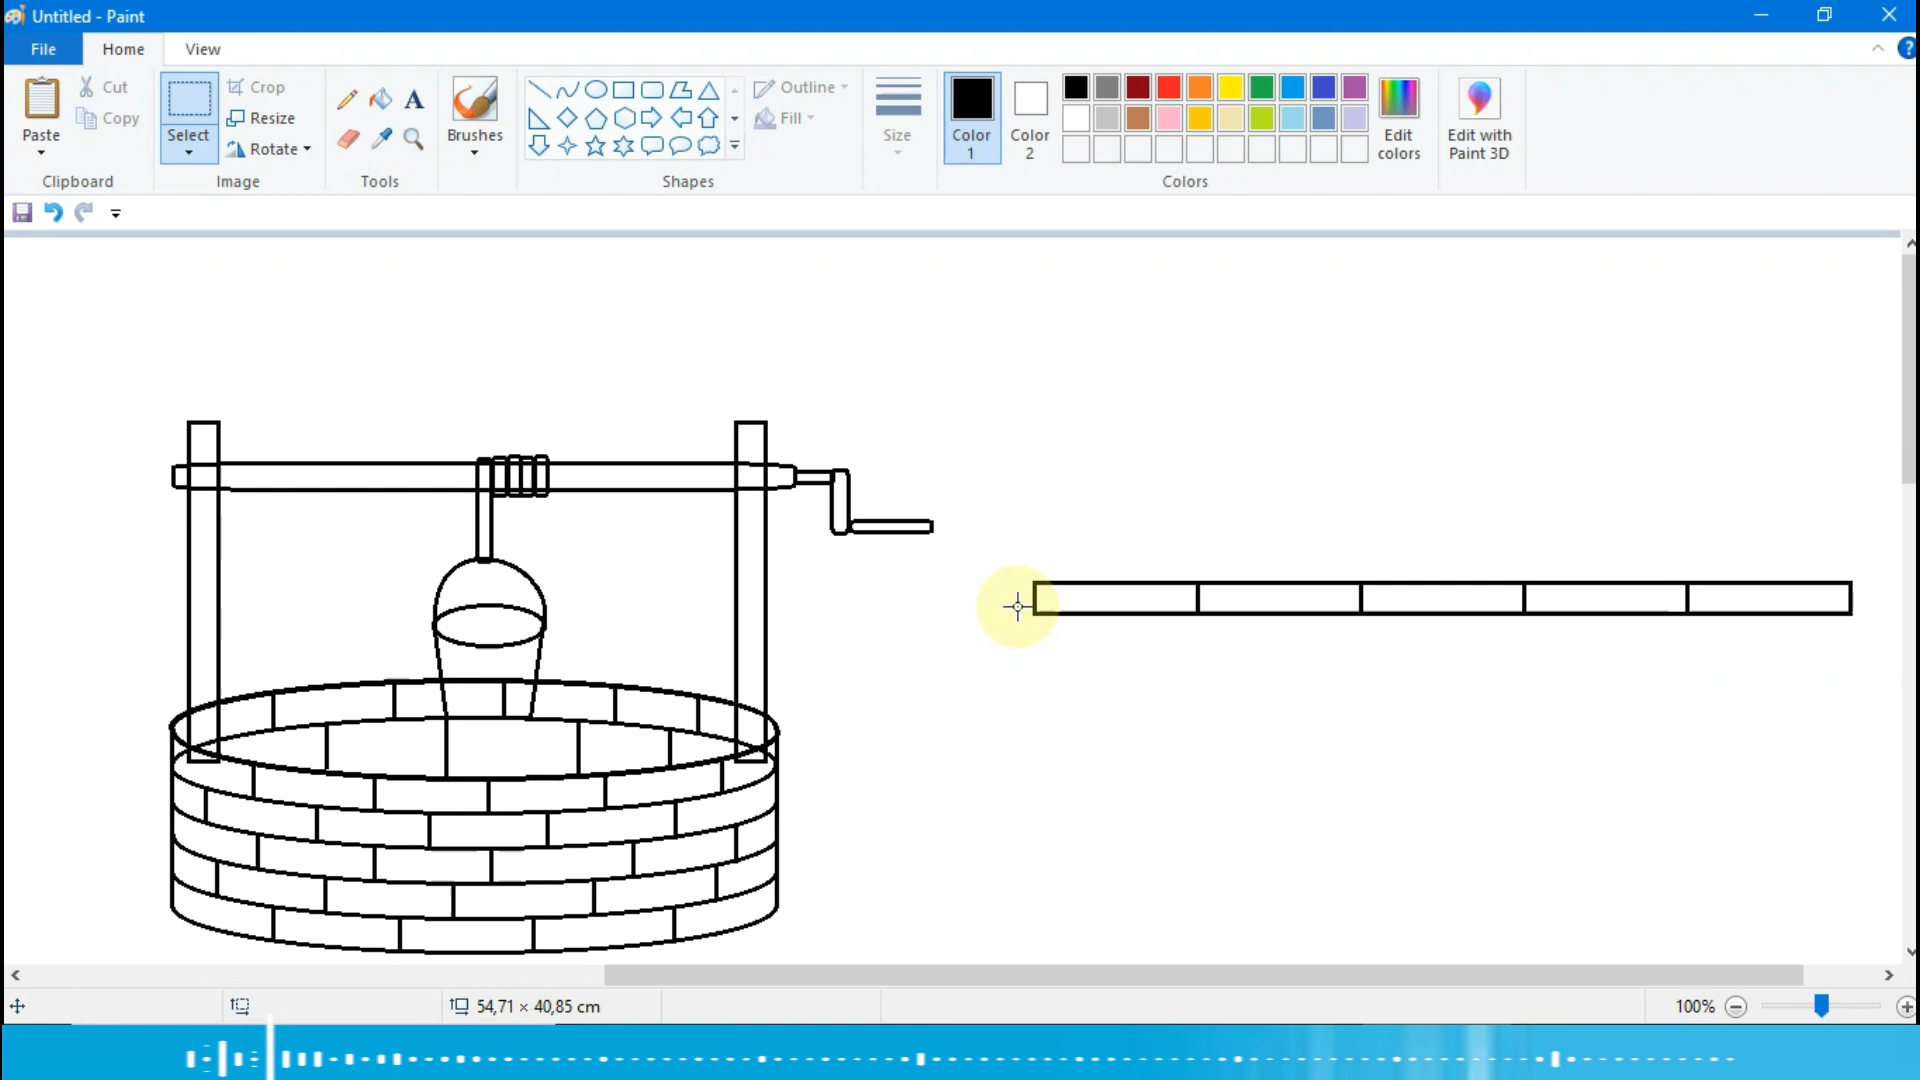 Untitled - Paint
File Home View
Paste
Cut
Copy
Clipboard
Select
Crop
Resize
Rotate
Image
A
Tools
Brushes
Shapes
Outline
Fill
Size
Color 1
Color 2
Colors
Edit colors
Edit with Paint 3D
?
54,71 × 40,85 cm
100%